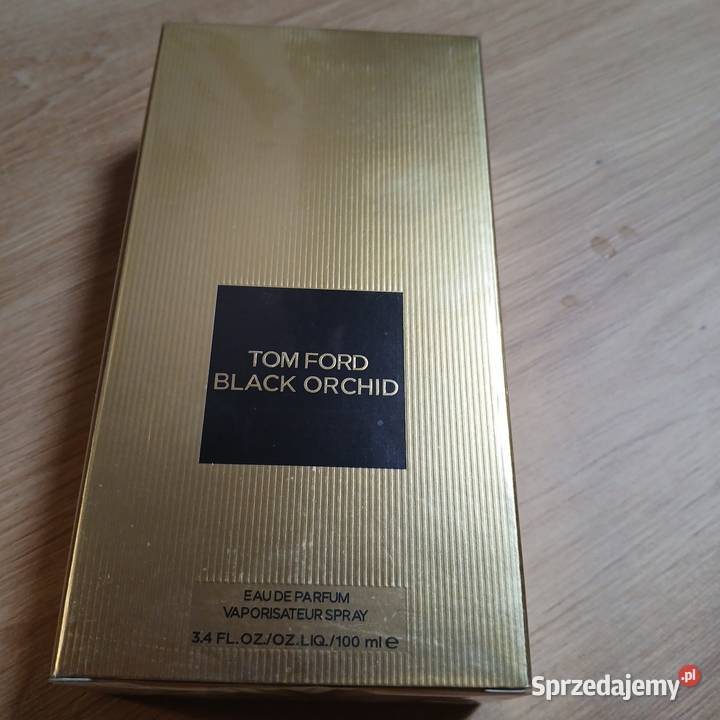 TOM FORD
BLACK ORCHID
EAU DE PARFUM
VAPORISATEUR SPRAY
3.4 FL.OZ./OZ.LIQ./100 ml e
Sprzedajemy.pl